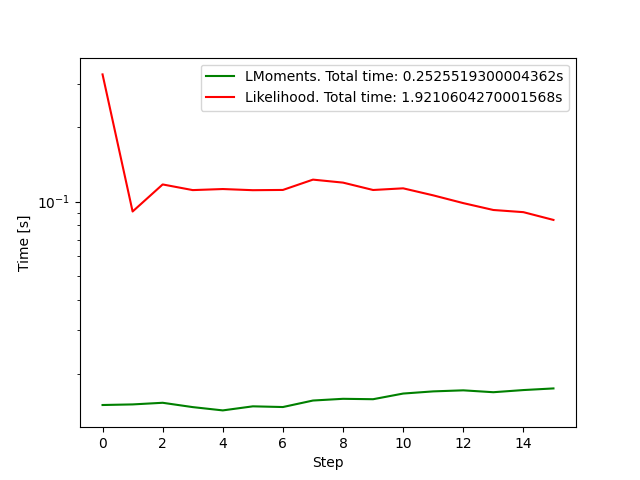 LMoments. Total time: 0.2525519300004362s
Likelihood. Total time: 1.9210604270001568s
10⁻¹
Time [s]
0 2 4 6 8 10 12 14
Step